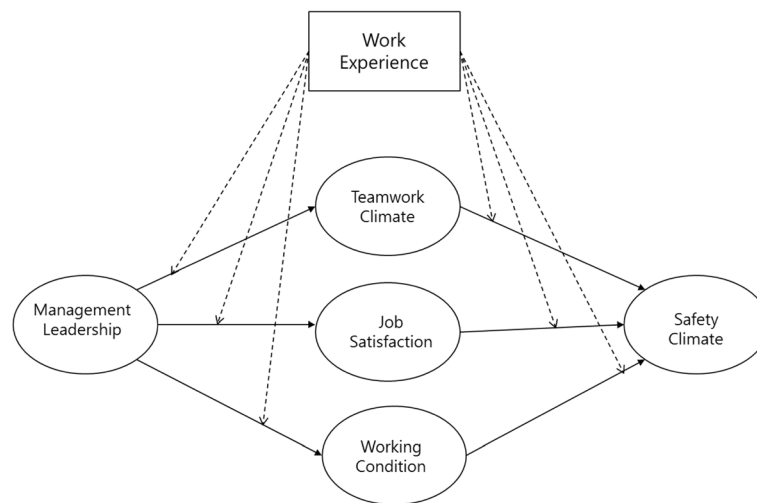 Work
Experience
Teamwork
Climate
Management
Leadership
Job
Satisfaction
Safety
Climate
Working
Condition